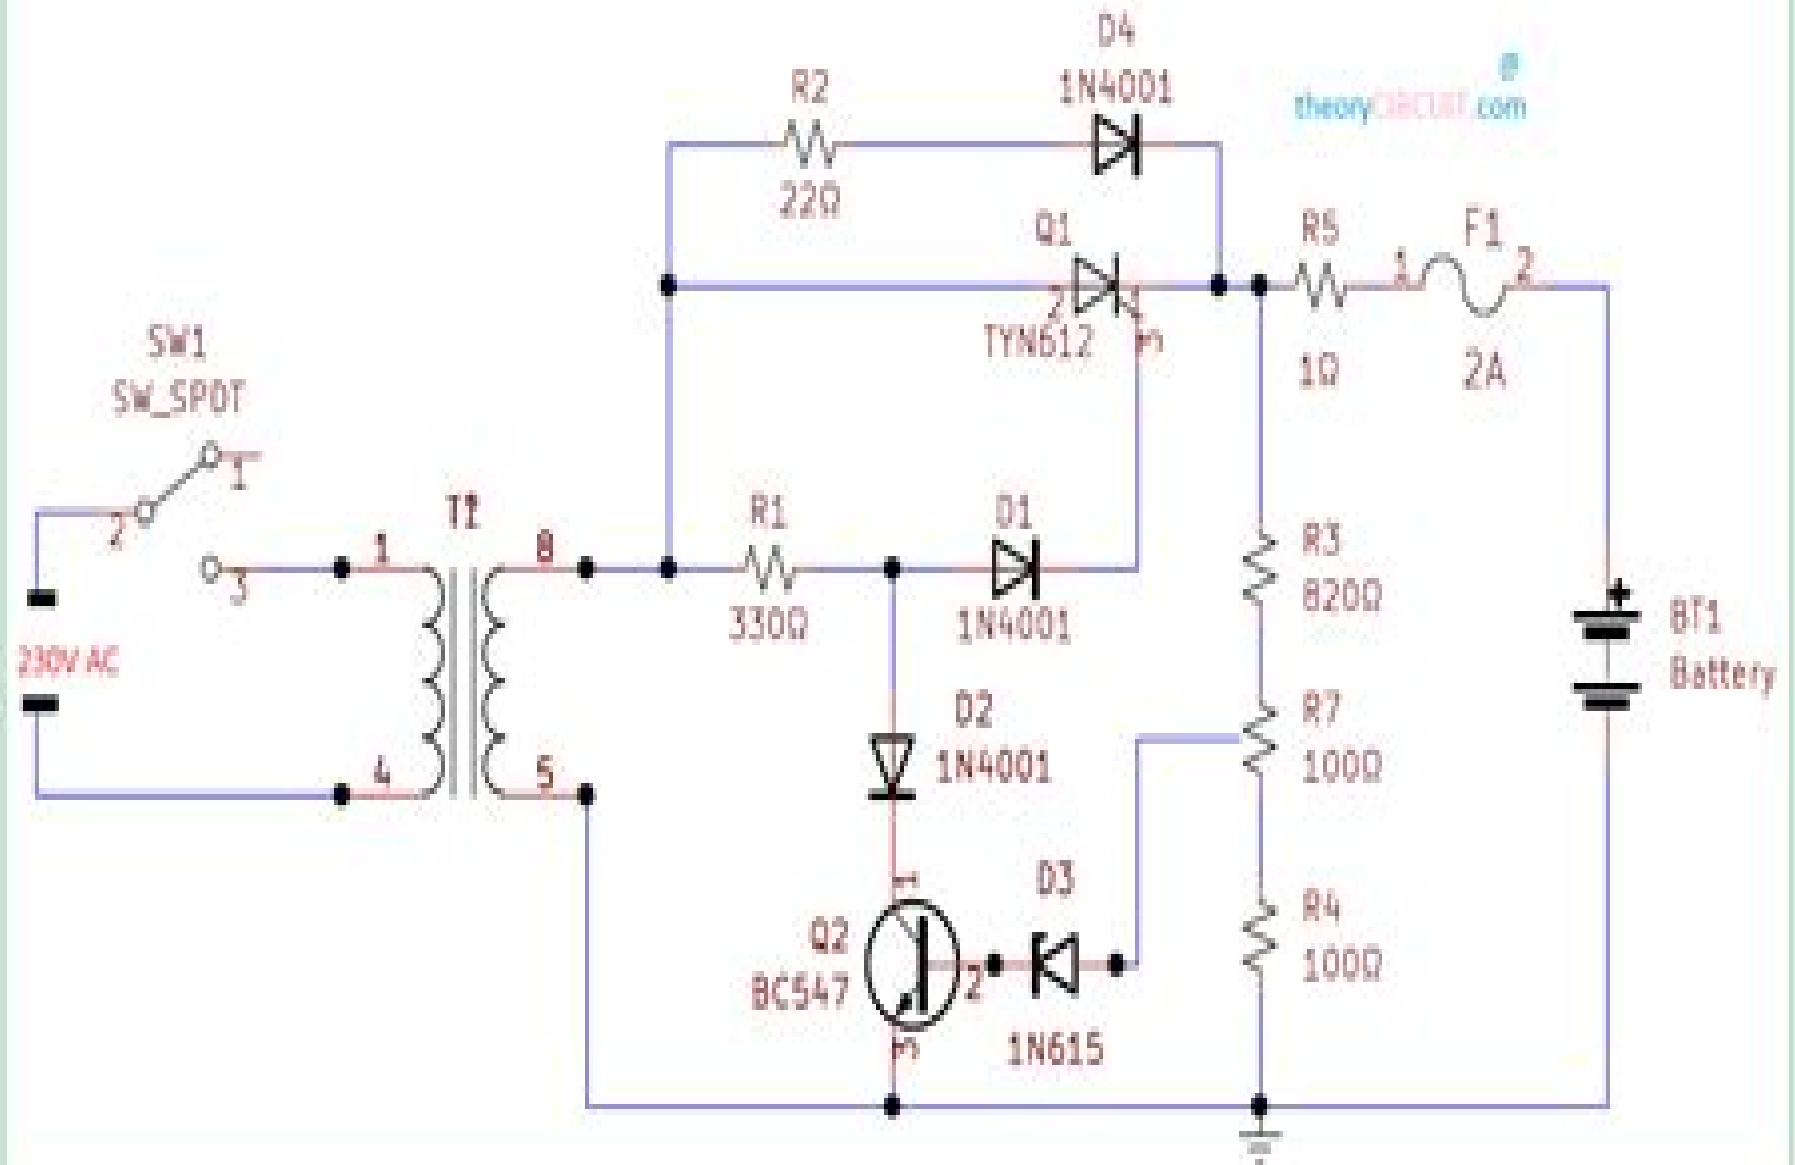 D4
1N4001
@
theoryCIRCUIT.com
R2
22Ω
Q1
2
1
3
TYN612
R5
1Ω
F1
1
2
2A
SW1
SW_SPDT
1
2
3
230V AC
1
4
8
5
R1
330Ω
D1
1N4001
R3
820Ω
+
BT1
Battery
D2
1N4001
R7
100Ω
1
Q2
BC547
2
3
D3
1N615
R4
100Ω